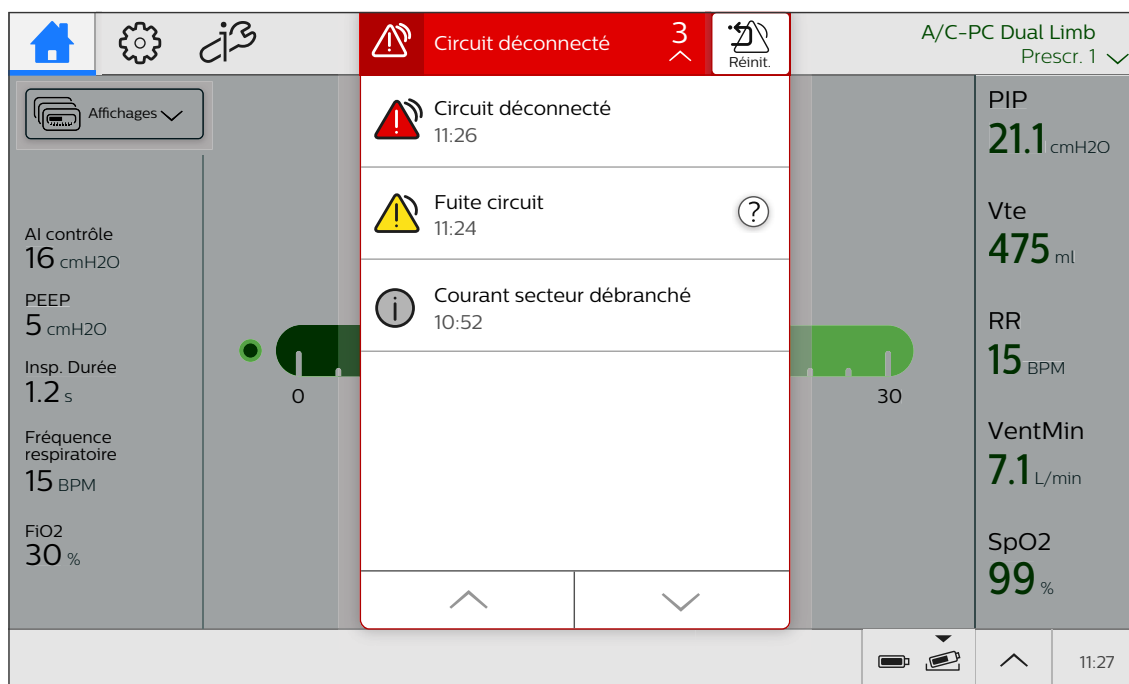 Circuit déconnecté
3
Réinit.
A/C-PC Dual Limb
Prescr. 1
Affichages
AI contrôle
16 cmH2O
PEEP
5 cmH2O
Insp. Durée
1.2 s
Fréquence
respiratoire
15 BPM
FiO2
30 %
0
Circuit déconnecté
11:26
Fuite circuit
11:24
?
i
Courant secteur débranché
10:52
30
PIP
21.1 cmH2O
Vte
475 ml
RR
15 BPM
VentMin
7.1 L/min
SpO2
99 %
11:27